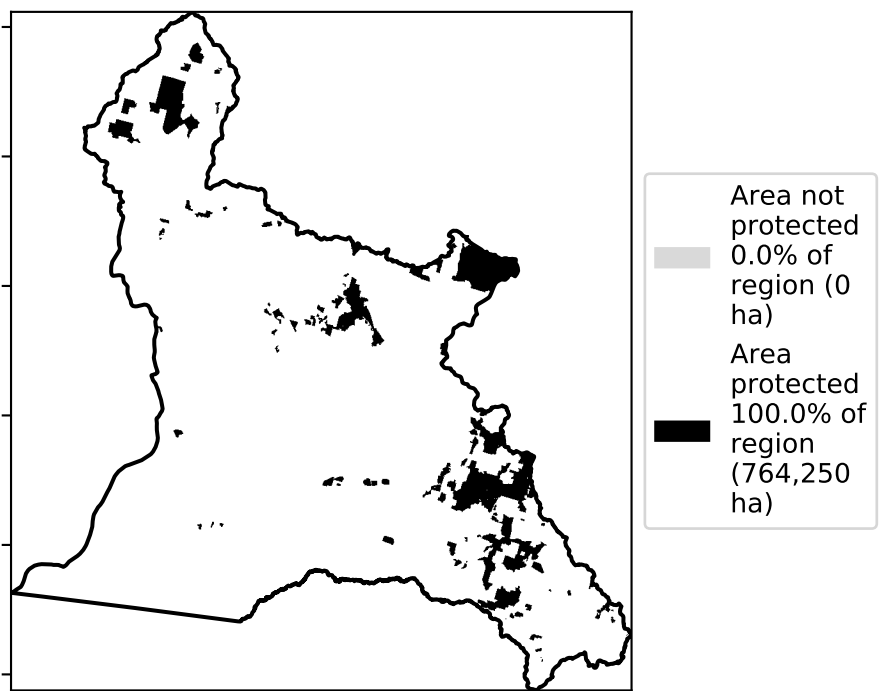 Area not
protected
0.0% of
region (0
ha)
Area
protected
100.0% of
region
(764,250
ha)